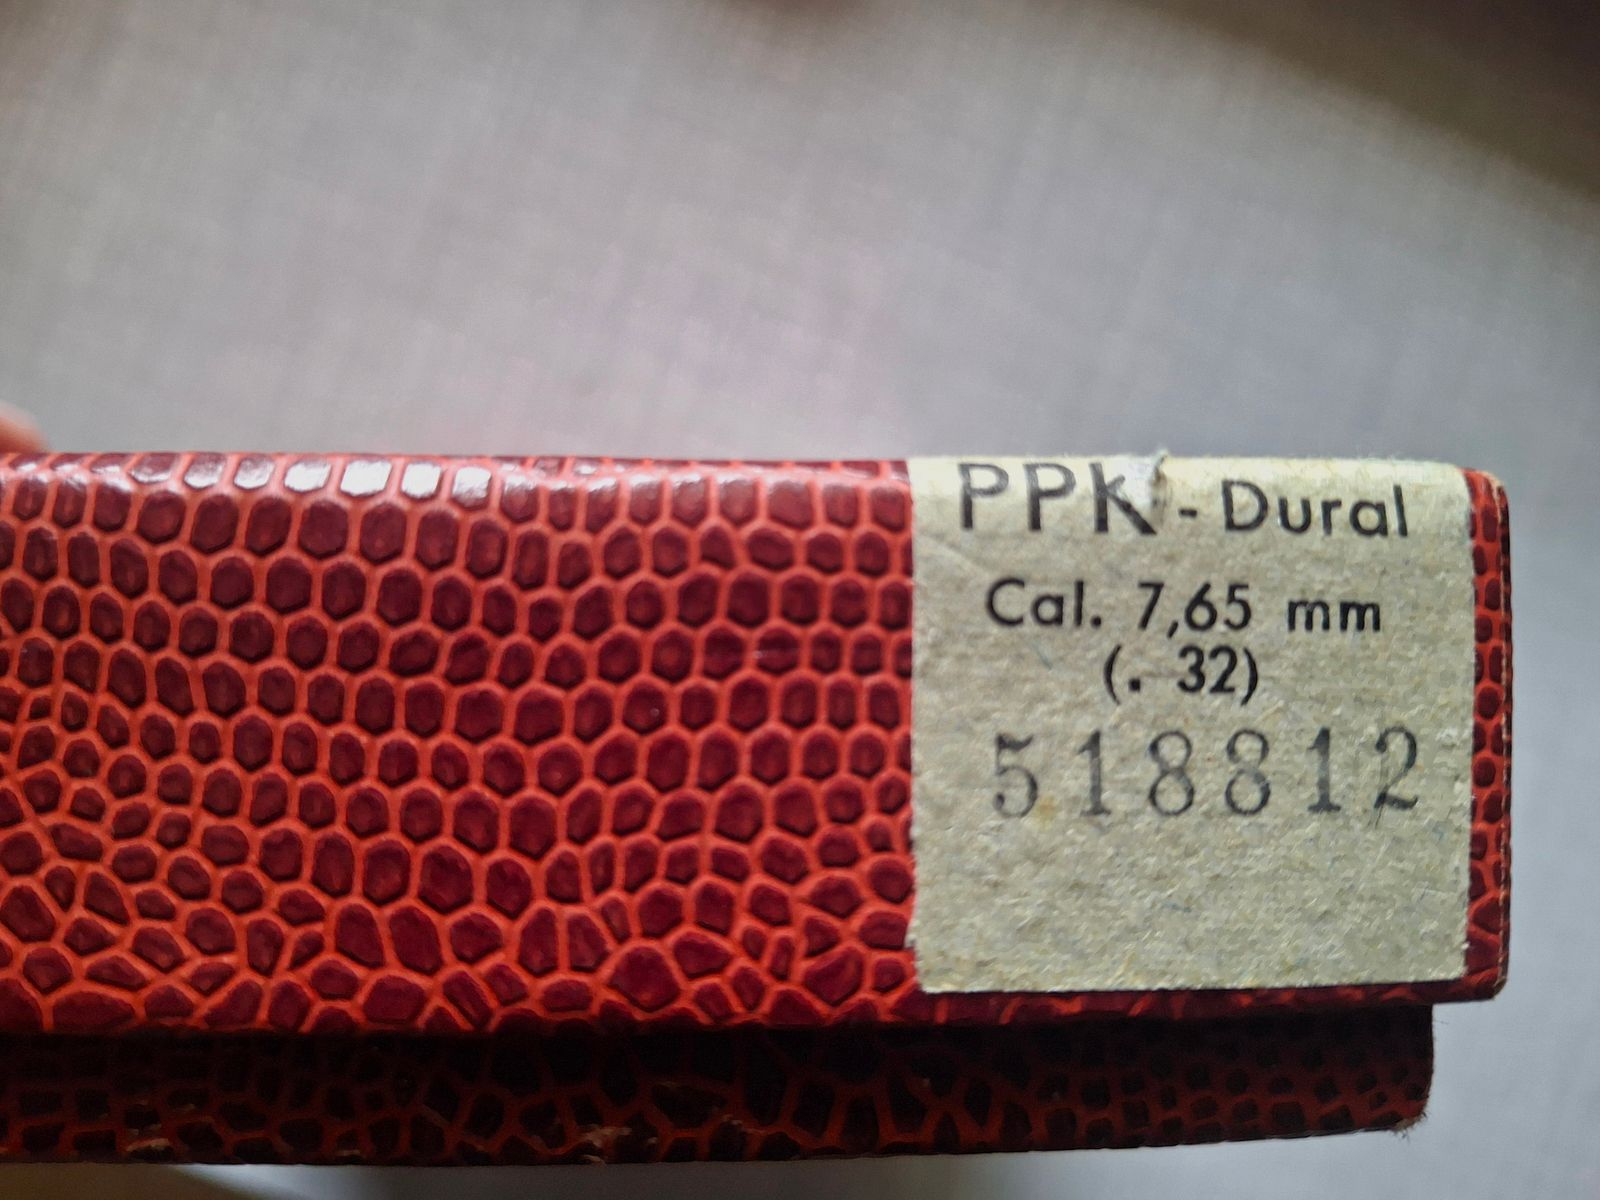 PPK - Dural
Cal. 7,65 mm
(. 32)
518812